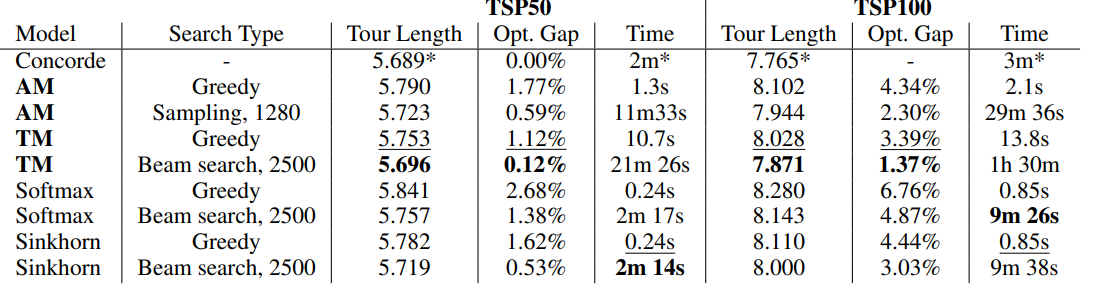 TSP50 TSP100
Model Search Type Tour Length Opt. Gap Time Tour Length Opt. Gap Time
Concorde - 5.689* 0.00% 2m* 7.765* - 3m*
AM Greedy 5.790 1.77% 1.3s 8.102 4.34% 2.1s
AM Sampling, 1280 5.723 0.59% 11m33s 7.944 2.30% 29m 36s
TM Greedy 5.753 1.12% 10.7s 8.028 3.39% 13.8s
TM Beam search, 2500 5.696 0.12% 21m 26s 7.871 1.37% 1h 30m
Softmax Greedy 5.841 2.68% 0.24s 8.280 6.76% 0.85s
Softmax Beam search, 2500 5.757 1.38% 2m 17s 8.143 4.87% 9m 26s
Sinkhorn Greedy 5.782 1.62% 0.24s 8.110 4.44% 0.85s
Sinkhorn Beam search, 2500 5.719 0.53% 2m 14s 8.000 3.03% 9m 38s